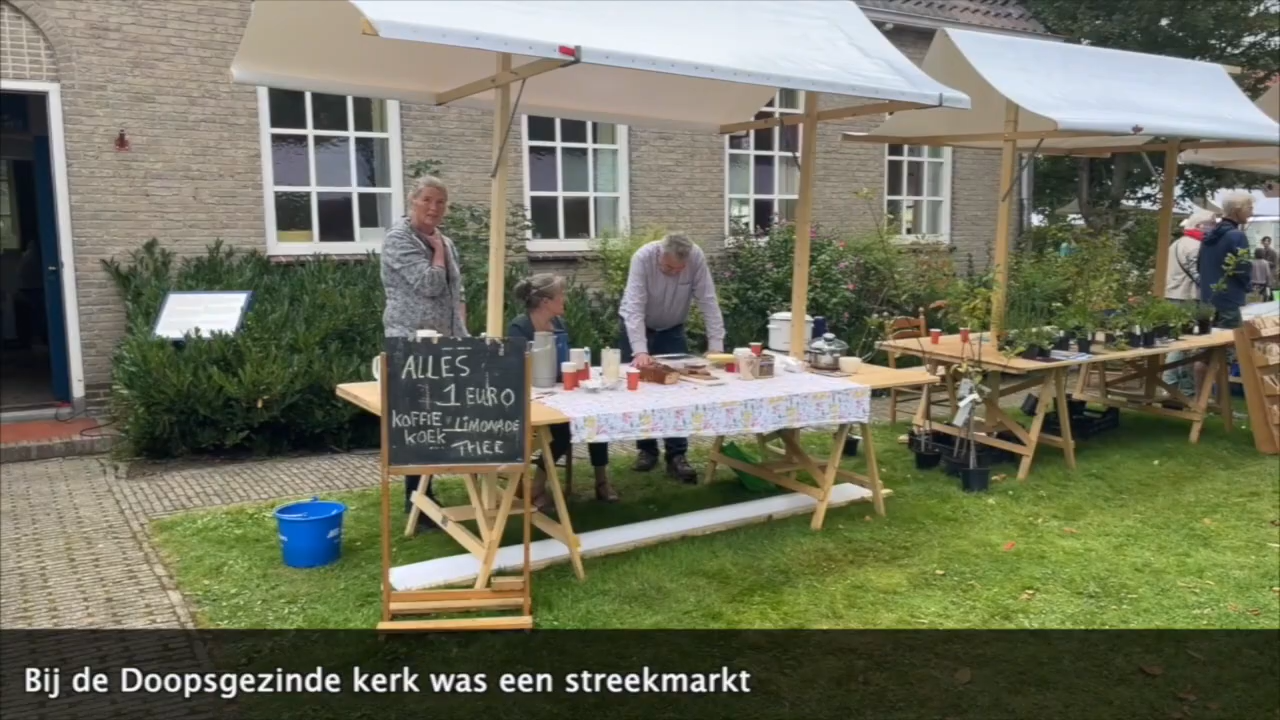 ALLES
1 EURO
KOFFIE LIMONADE
KOEK THEE
Bij de Doopsgezinde kerk was een streekmarkt